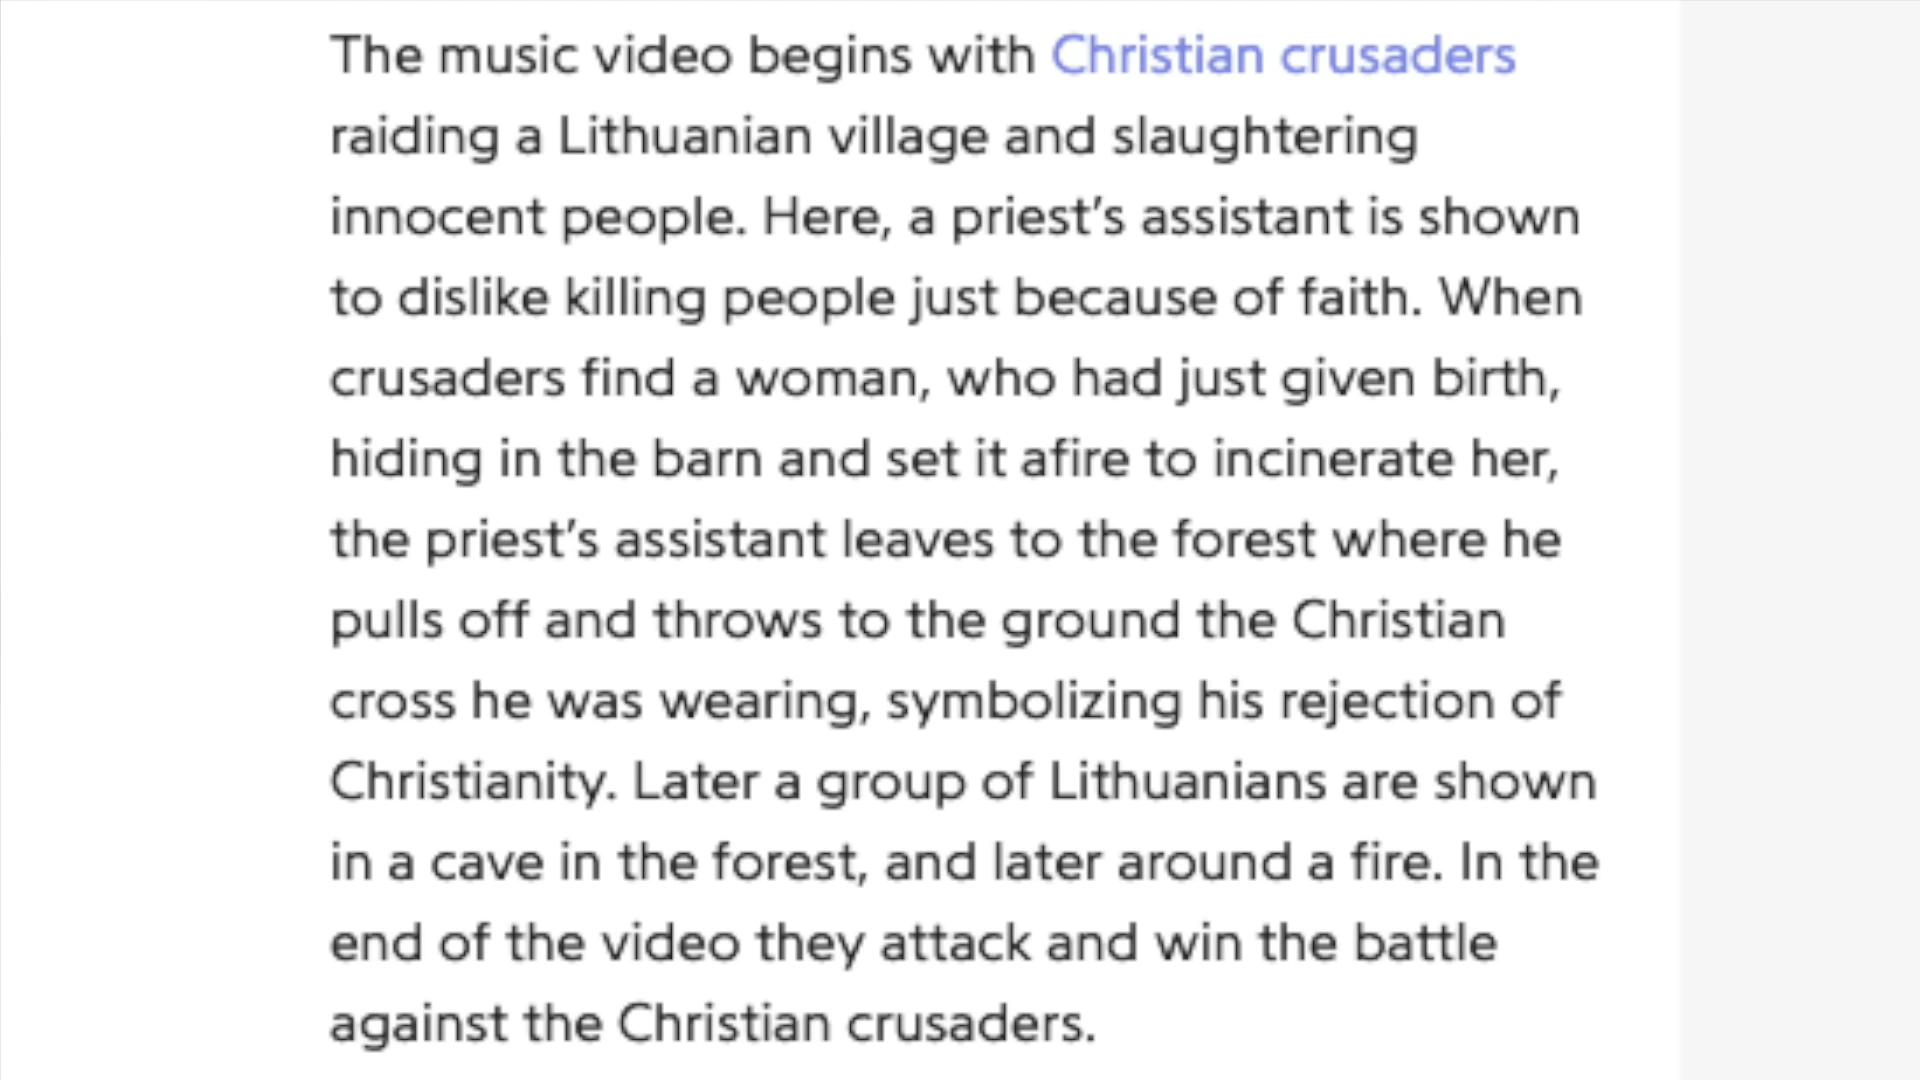 The music video begins with Christian crusaders
raiding a Lithuanian village and slaughtering
innocent people. Here, a priest’s assistant is shown
to dislike killing people just because of faith. When
crusaders find a woman, who had just given birth,
hiding in the barn and set it afire to incinerate her,
the priest’s assistant leaves to the forest where he
pulls off and throws to the ground the Christian
cross he was wearing, symbolizing his rejection of
Christianity. Later a group of Lithuanians are shown
in a cave in the forest, and later around a fire. In the
end of the video they attack and win the battle
against the Christian crusaders.